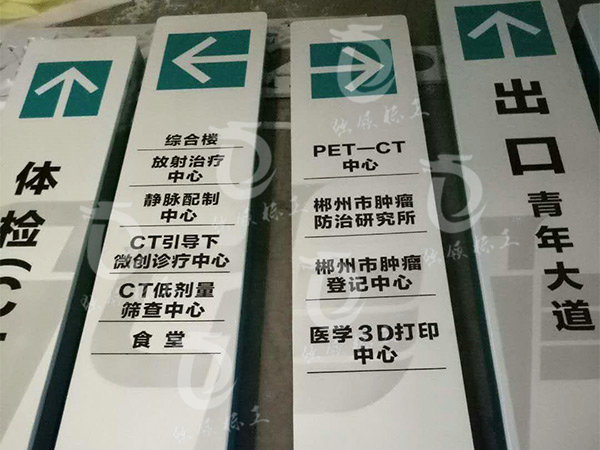 体检(C
综合楼
放射治疗
中心
静脉配制
中心
CT引导下
微创诊疗中心
CT低剂量
筛查中心
食堂
PET—CT
中心
郴州市肿瘤
防治研究所
郴州市肿瘤
登记中心
医学3D打印
中心
出口
青年大道